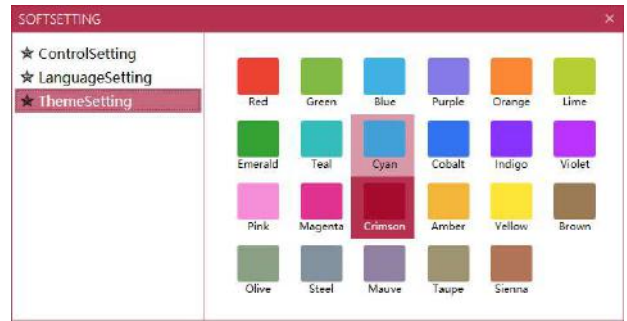 SOFTSETTING
ControlSetting
LanguageSetting
ThemeSetting
Red Green Blue Purple Orange Lime
Emerald Teal Cyan Cobalt Indigo Violet
Pink Magenta Crimson Amber Yellow Brown
Olive Steel Mauve Taupe Sienna